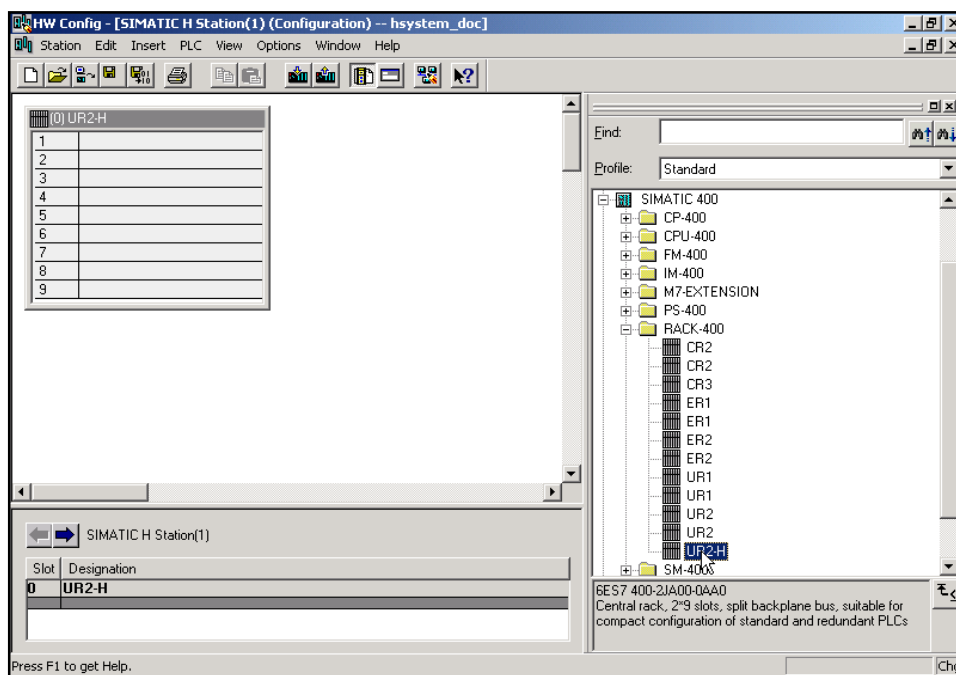 HW Config - [SIMATIC H Station(1) (Configuration) -- hsystem_doc]
Station Edit Insert PLC View Options Window Help
(0) UR2-H
1
2
3
4
5
6
7
8
9
Find:
Profile: Standard
SIMATIC 400
CP-400
CPU-400
FM-400
IM-400
M7-EXTENSION
PS-400
RACK-400
CR2
CR2
CR3
ER1
ER1
ER2
ER2
UR1
UR1
UR2
UR2
UR2-H
SM-400
6ES7 400-2JA00-0AA0
Central rack, 2*9 slots, split backplane bus, suitable for
compact configuration of standard and redundant PLCs
SIMATIC H Station(1)
Slot Designation
0 UR2-H
Press F1 to get Help.
Chg